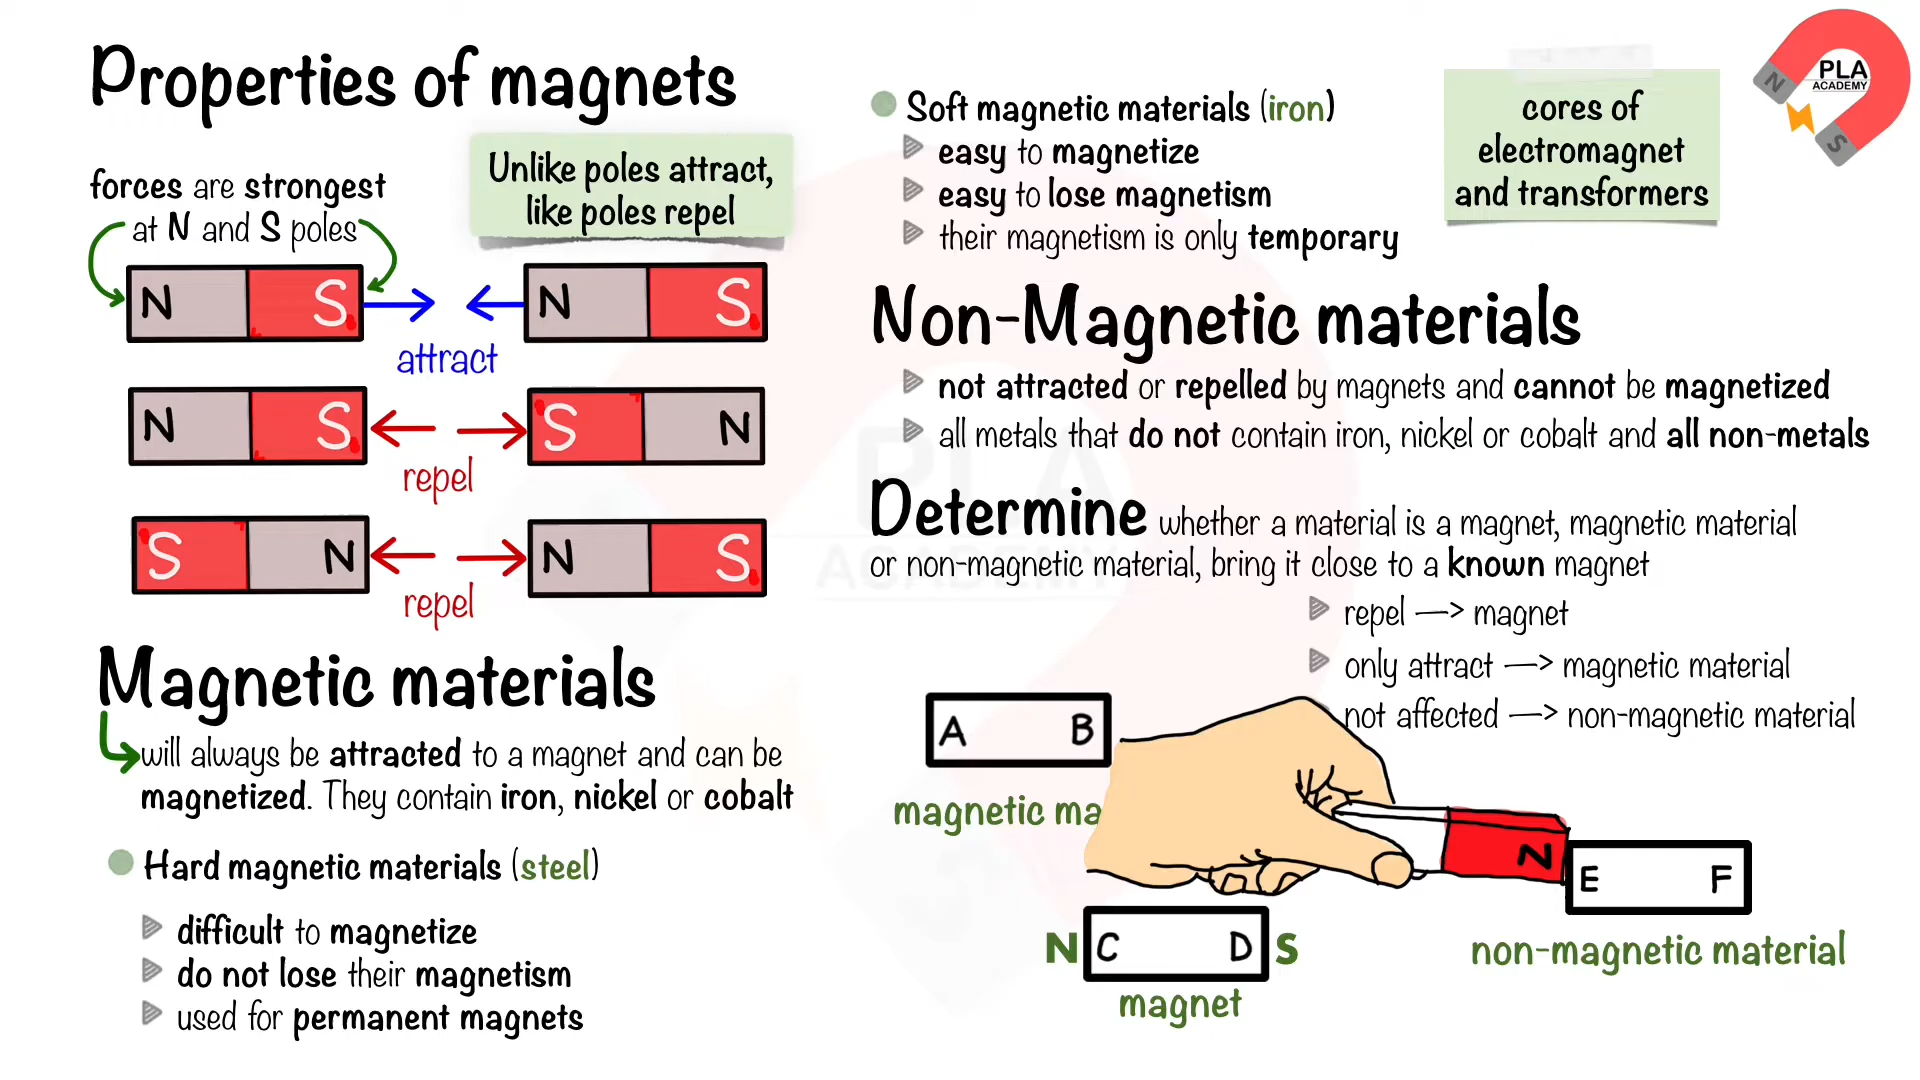 Properties of magnets
forces are strongest
at N and S poles
Unlike poles attract,
like poles repel
N S N S
attract
N S S N
repel
S N N S
repel
Magnetic materials
will always be attracted to a magnet and can be
magnetized. They contain iron, nickel or cobalt
Hard magnetic materials (steel)
difficult to magnetize
do not lose their magnetism
used for permanent magnets
Soft magnetic materials (iron)
easy to magnetize
easy to lose magnetism
their magnetism is only temporary
cores of
electromagnet
and transformers
N PLA
ACADEMY
S
Non-Magnetic materials
not attracted or repelled by magnets and cannot be magnetized
all metals that do not contain iron, nickel or cobalt and all non-metals
PLA
ACADEMY
Determine whether a material is a magnet, magnetic material
or non-magnetic material, bring it close to a known magnet
repel —> magnet
only attract —> magnetic material
not affected —> non-magnetic material
A B
magnetic ma
N
E F
non-magnetic material
N C D S
magnet